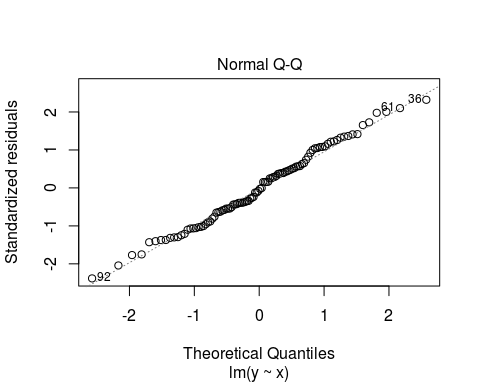 Normal Q-Q
Standardized residuals
2
1
0
-1
-2
61
36
92
-2 -1 0 1 2
Theoretical Quantiles
lm(y ~ x)